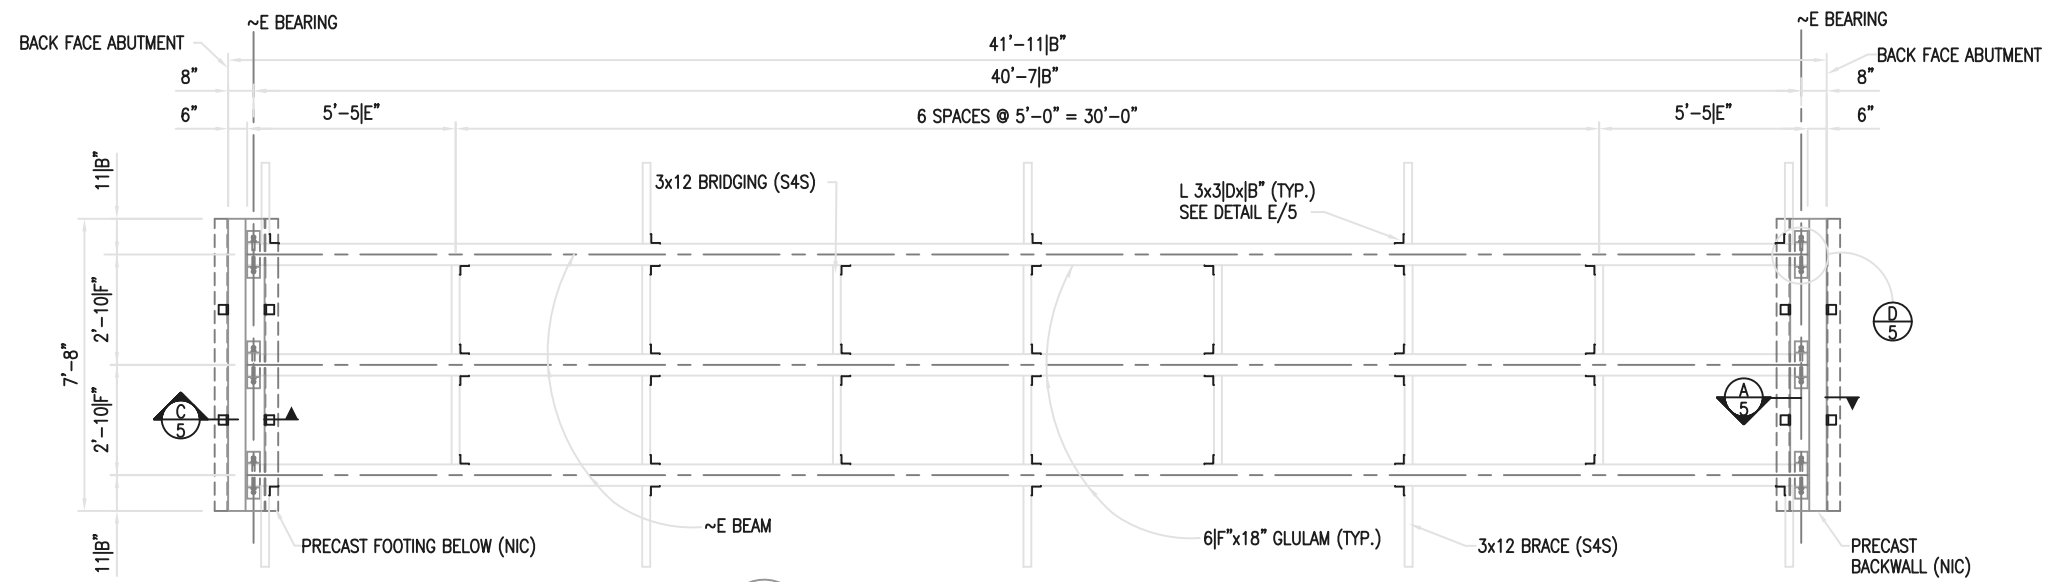 ~E BEARING
~E BEARING
BACK FACE ABUTMENT
41'-11|B"
BACK FACE ABUTMENT
8"
40'-7|B"
8"
6"
5'-5|E"
6 SPACES @ 5'-0" = 30'-0"
5'-5|E"
6"
11|B"
3x12 BRIDGING (S4S)
L 3x3|Dx|B" (TYP.)
SEE DETAIL E/5
2'-10|F"
D
5
7'-8"
2'-10|F"
C
5
A
5
11|B"
~E BEAM
PRECAST FOOTING BELOW (NIC)
6|F"x18" GLULAM (TYP.)
3x12 BRACE (S4S)
PRECAST
BACKWALL (NIC)